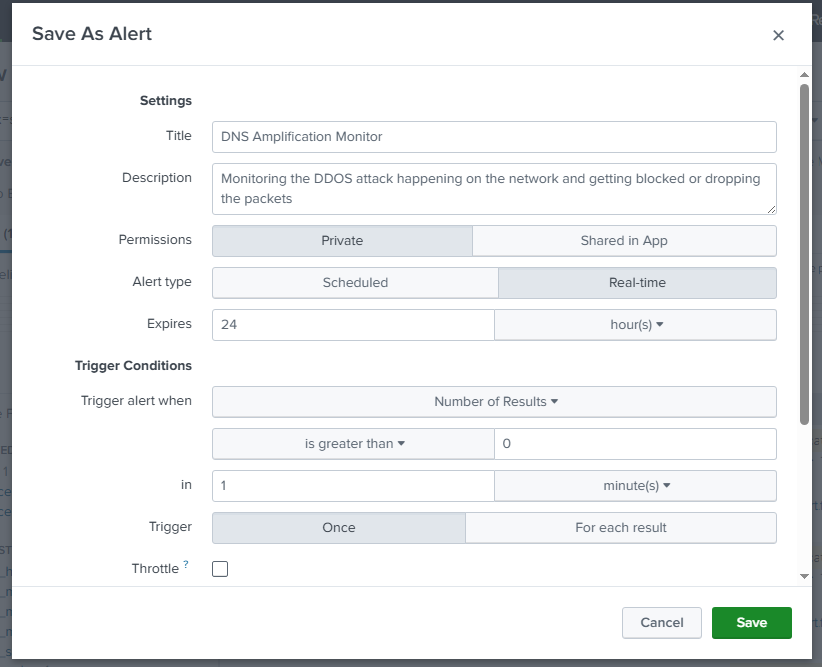 Save As Alert
×
Settings
Title DNS Amplification Monitor
Description Monitoring the DDOS attack happening on the network and getting blocked or dropping
the packets
Permissions Private Shared in App
Alert type Scheduled Real-time
Expires 24 hour(s)
Trigger Conditions
Trigger alert when Number of Results
is greater than 0
in 1 minute(s)
Trigger Once For each result
Throttle ?
Cancel Save